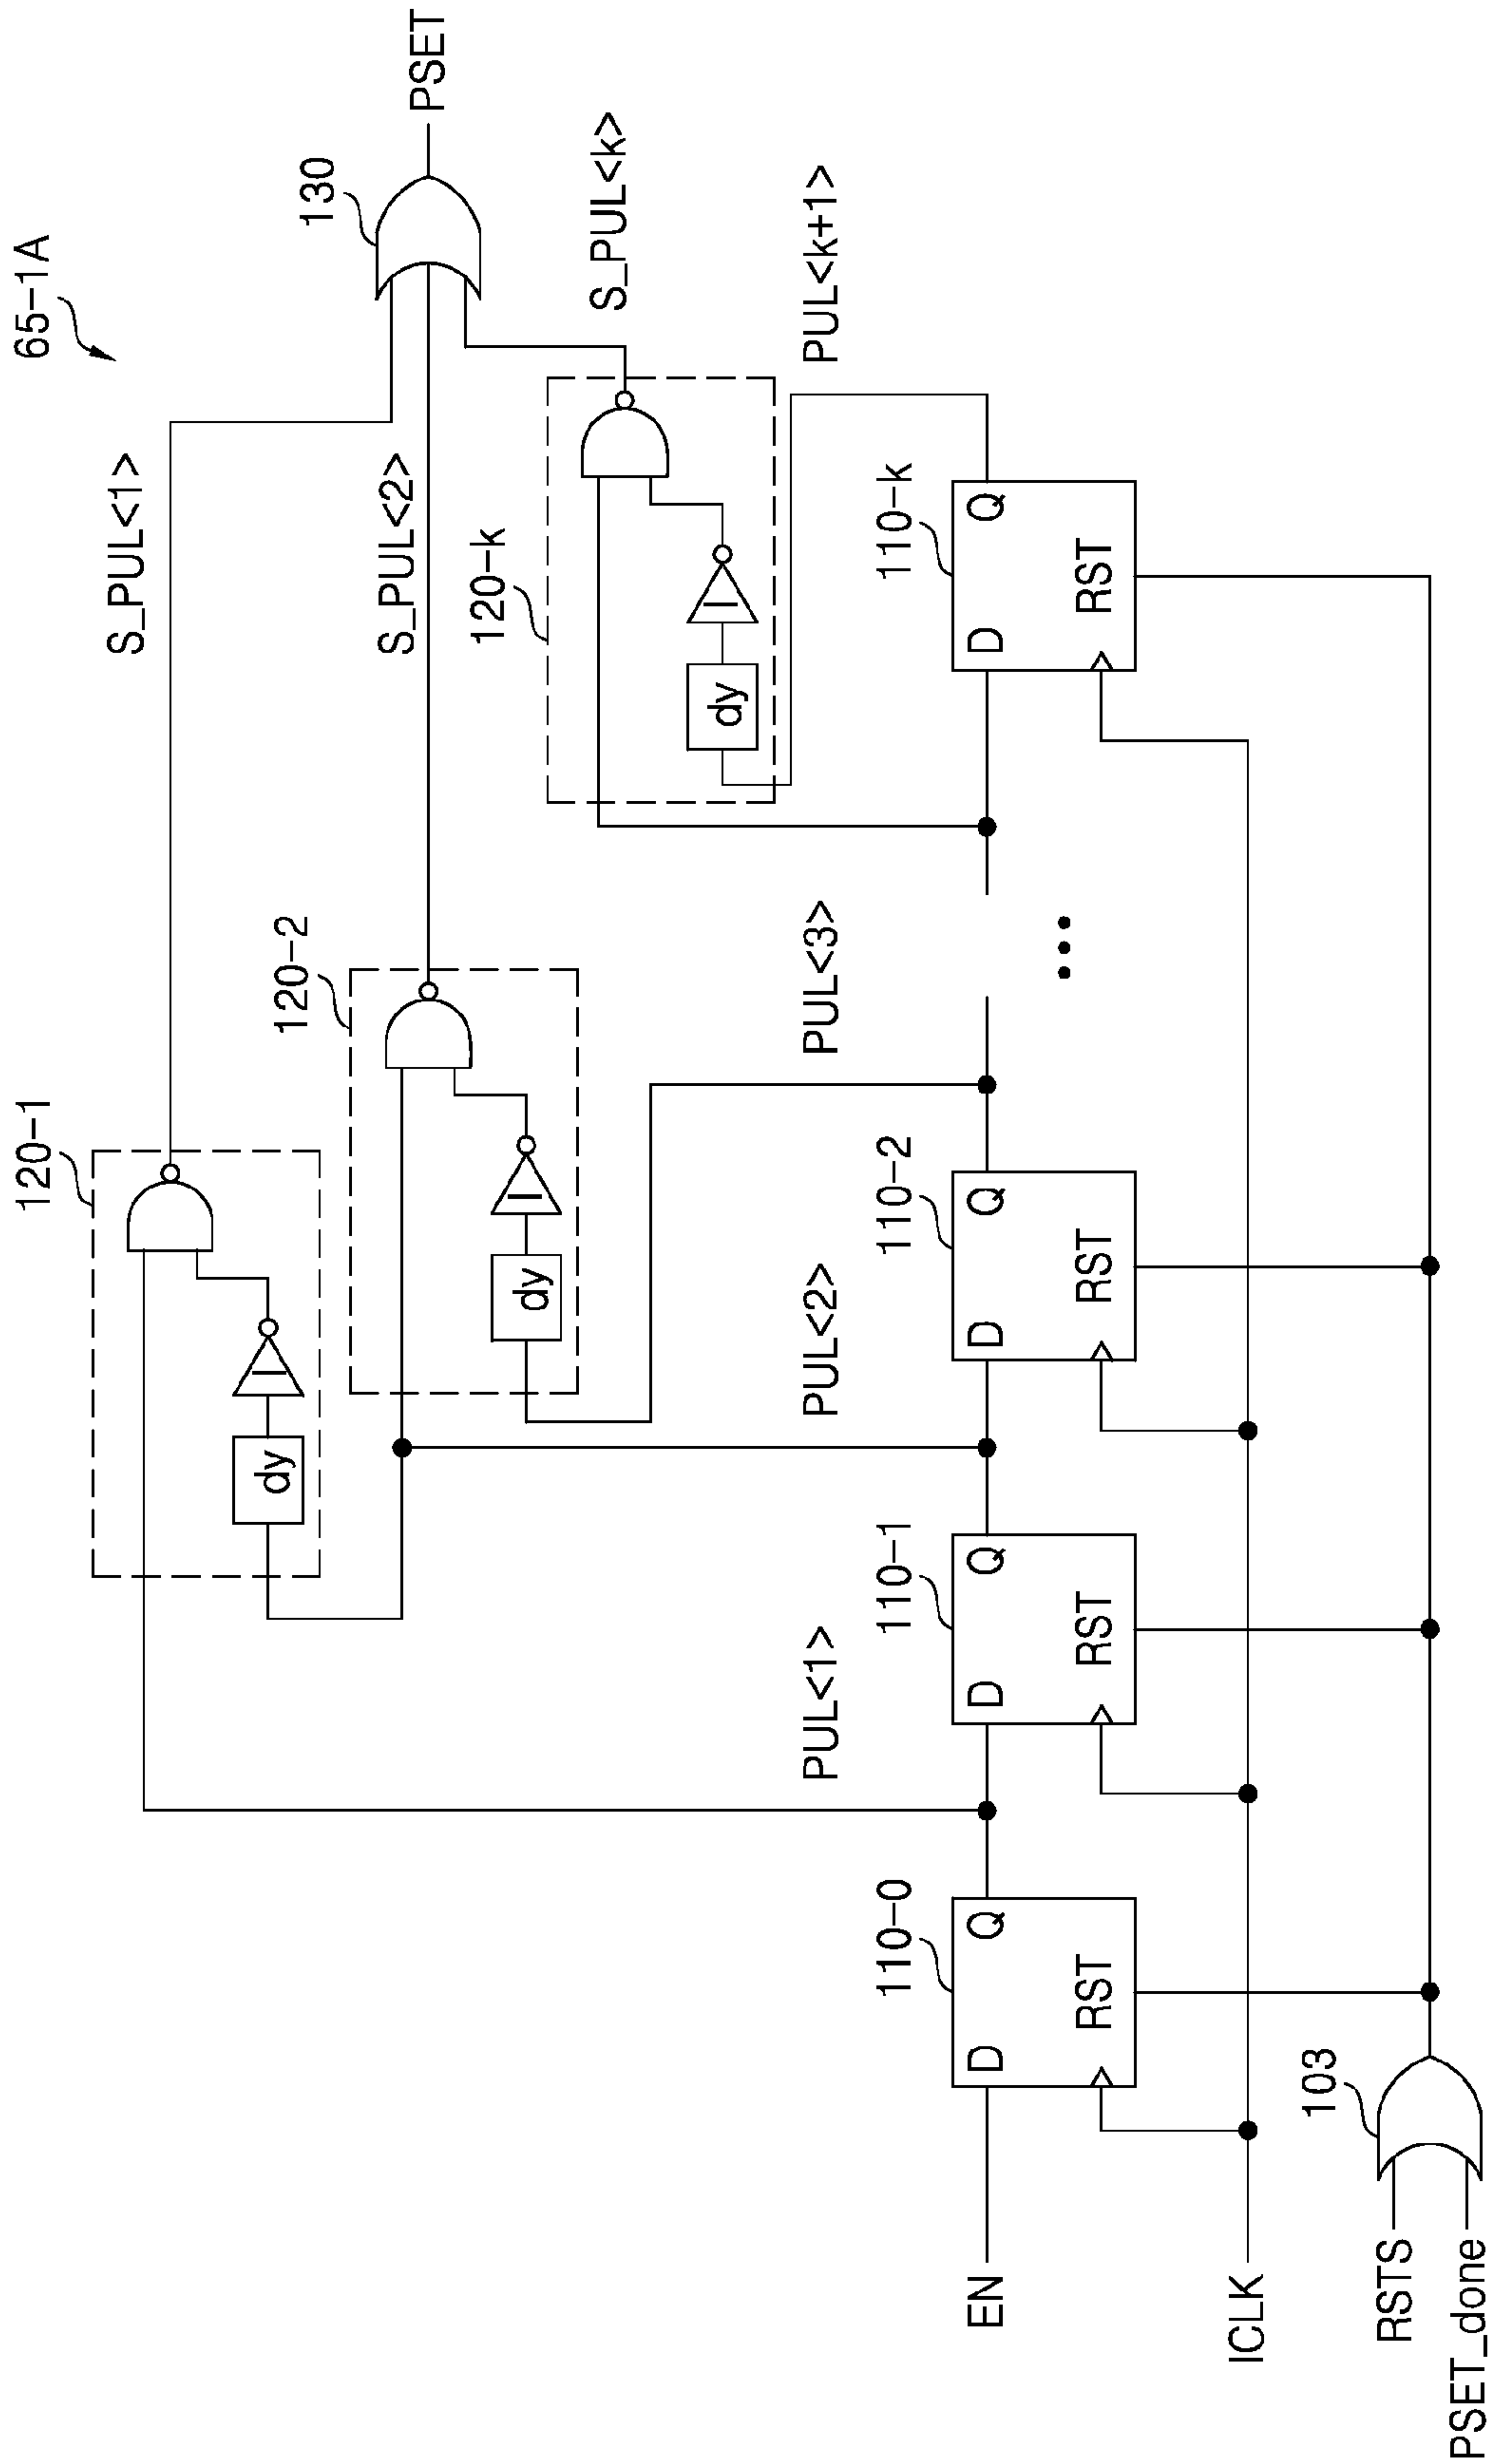 65-1A
120-1
S_PUL<1>
130
PSET
120-2
S_PUL<2>
dy
dy
120-k
S_PUL<k>
dy
PUL<1>
PUL<2>
PUL<3>
PUL<k+1>
110-0
110-1
110-2
110-k
EN
D
Q
RST
D
Q
RST
D
Q
RST
D
Q
RST
ICLK
103
RSTS
PSET_done